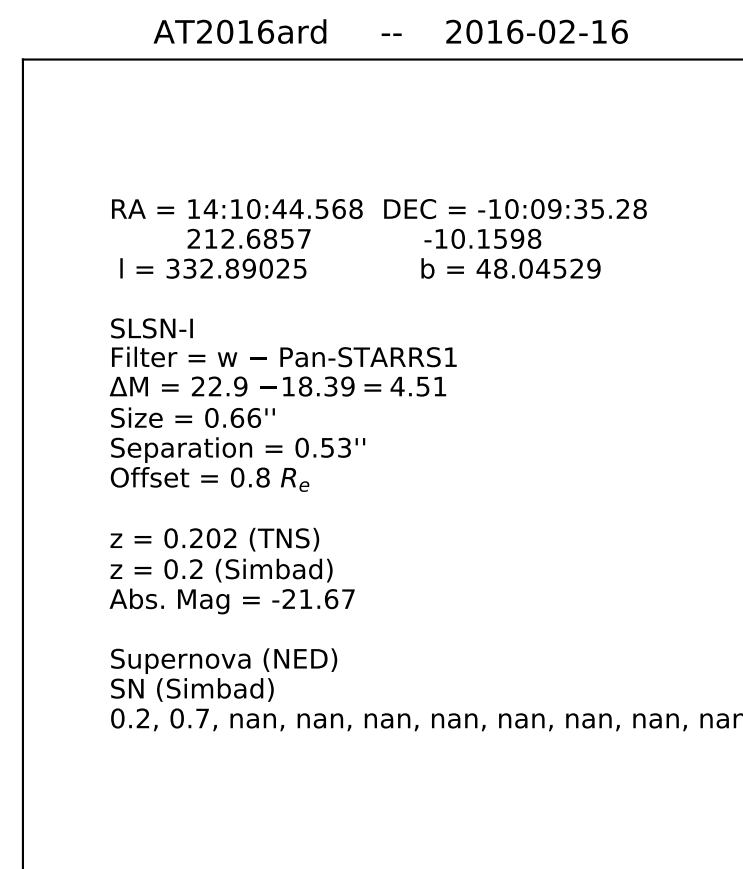 AT2016ard -- 2016-02-16
RA = 14:10:44.568 DEC = -10:09:35.28
212.6857 -10.1598
l = 332.89025 b = 48.04529
SLSN-I
Filter = w − Pan-STARRS1
ΔM = 22.9 −18.39 = 4.51
Size = 0.66''
Separation = 0.53''
Offset = 0.8 Re
z = 0.202 (TNS)
z = 0.2 (Simbad)
Abs. Mag = -21.67
Supernova (NED)
SN (Simbad)
0.2, 0.7, nan, nan, nan, nan, nan, nan, nan, nan